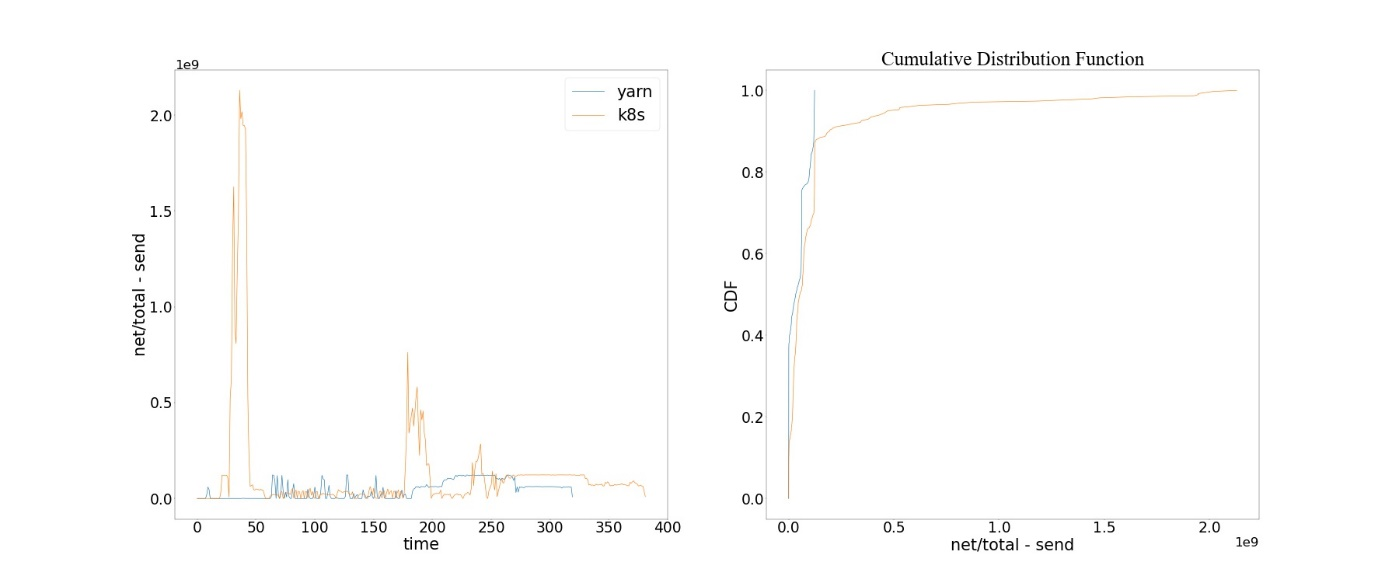 1e9
yarn
k8s
2.0
1.5
1.0
0.5
0.0
net/total - send
0 50 100 150 200 250 300 350 400
time
Cumulative Distribution Function
1.0
0.8
0.6
0.4
0.2
0.0
CDF
0.0 0.5 1.0 1.5 2.0
1e9
net/total - send